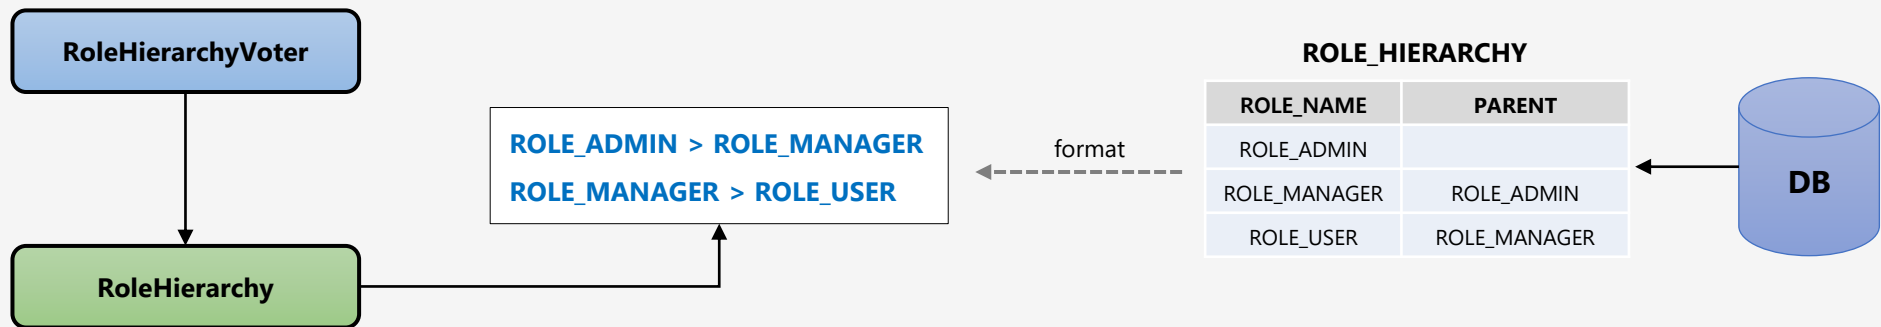 RoleHierarchyVoter
RoleHierarchy
ROLE_ADMIN > ROLE_MANAGER
ROLE_MANAGER > ROLE_USER
format
ROLE_HIERARCHY
ROLE_NAME PARENT
ROLE_ADMIN
ROLE_MANAGER ROLE_ADMIN
ROLE_USER ROLE_MANAGER
DB